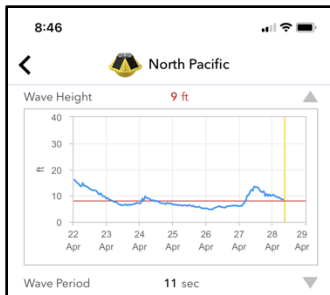 8:46
North Pacific
Wave Height 9 ft
40
30
20
10
0
ft
22 23 24 25 26 27 28 29
Apr Apr Apr Apr Apr Apr Apr Apr
Wave Period 11 sec